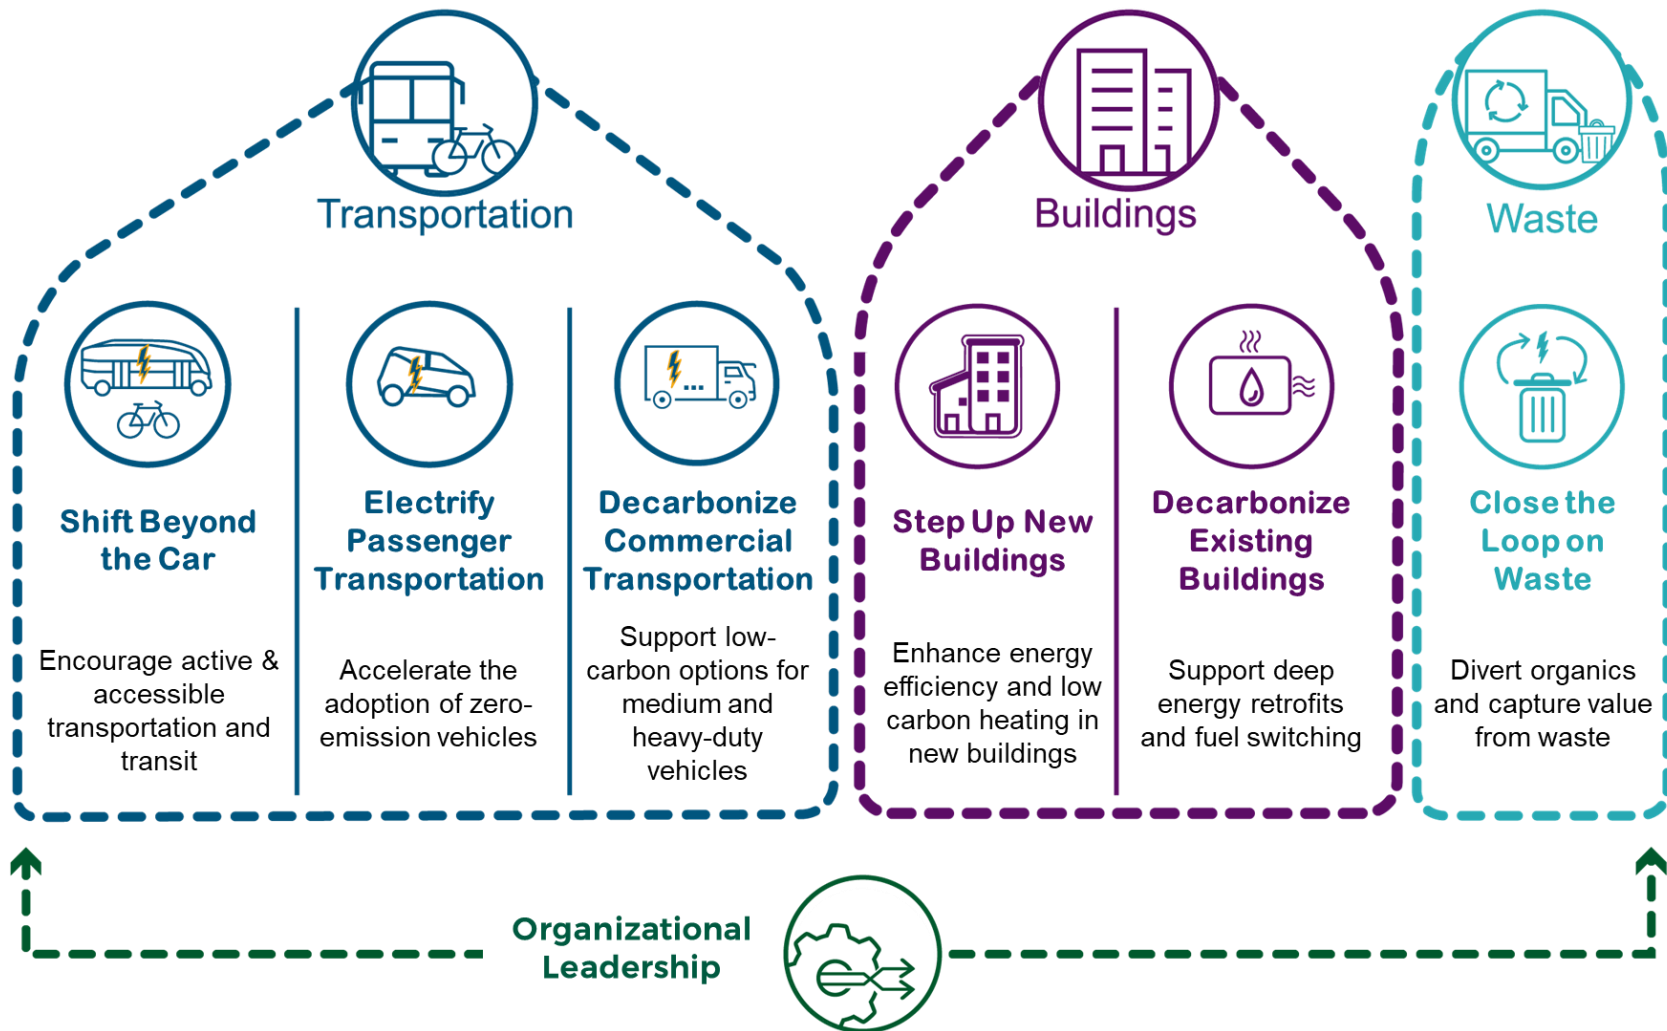 Transportation
Buildings
Waste
Shift Beyond
the Car
Encourage active &
accessible
transportation and
transit
Electrify
Passenger
Transportation
Accelerate the
adoption of zero-
emission vehicles
Decarbonize
Commercial
Transportation
Support low-
carbon options for
medium and
heavy-duty
vehicles
Step Up New
Buildings
Enhance energy
efficiency and low
carbon heating in
new buildings
Decarbonize
Existing
Buildings
Support deep
energy retrofits
and fuel switching
Close the
Loop on
Waste
Divert organics
and capture value
from waste
Organizational
Leadership